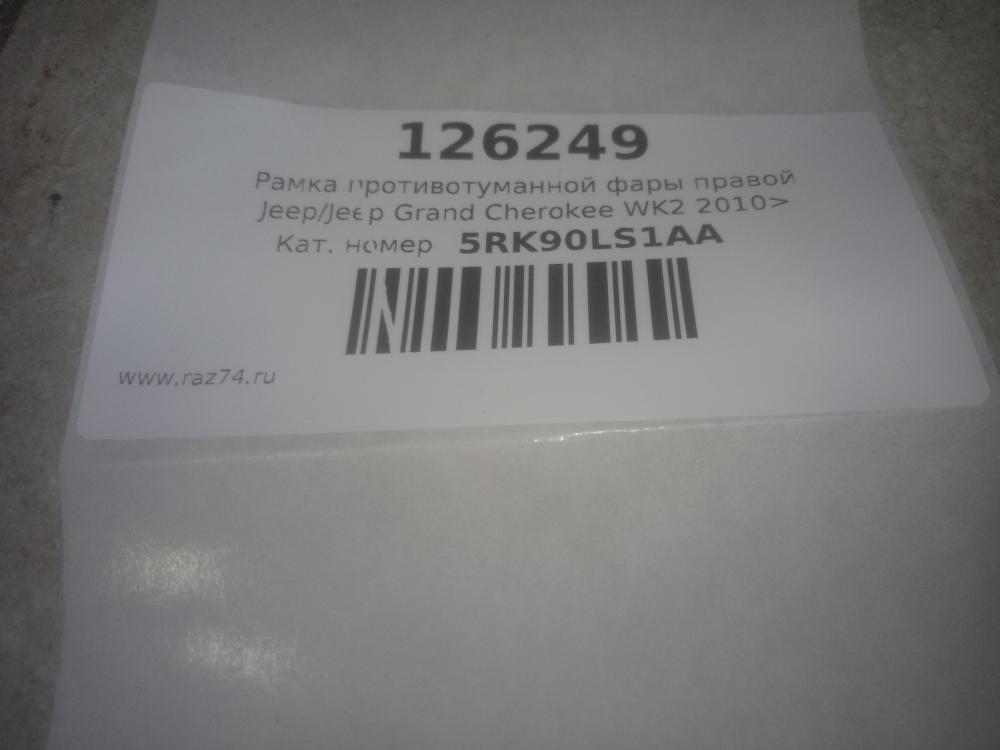 126249
Рамка противотуманной фары правой
Jeep/Jeep Grand Cherokee WK2 2010>
Кат. номер 5RK90LS1AA
www.raz74.ru